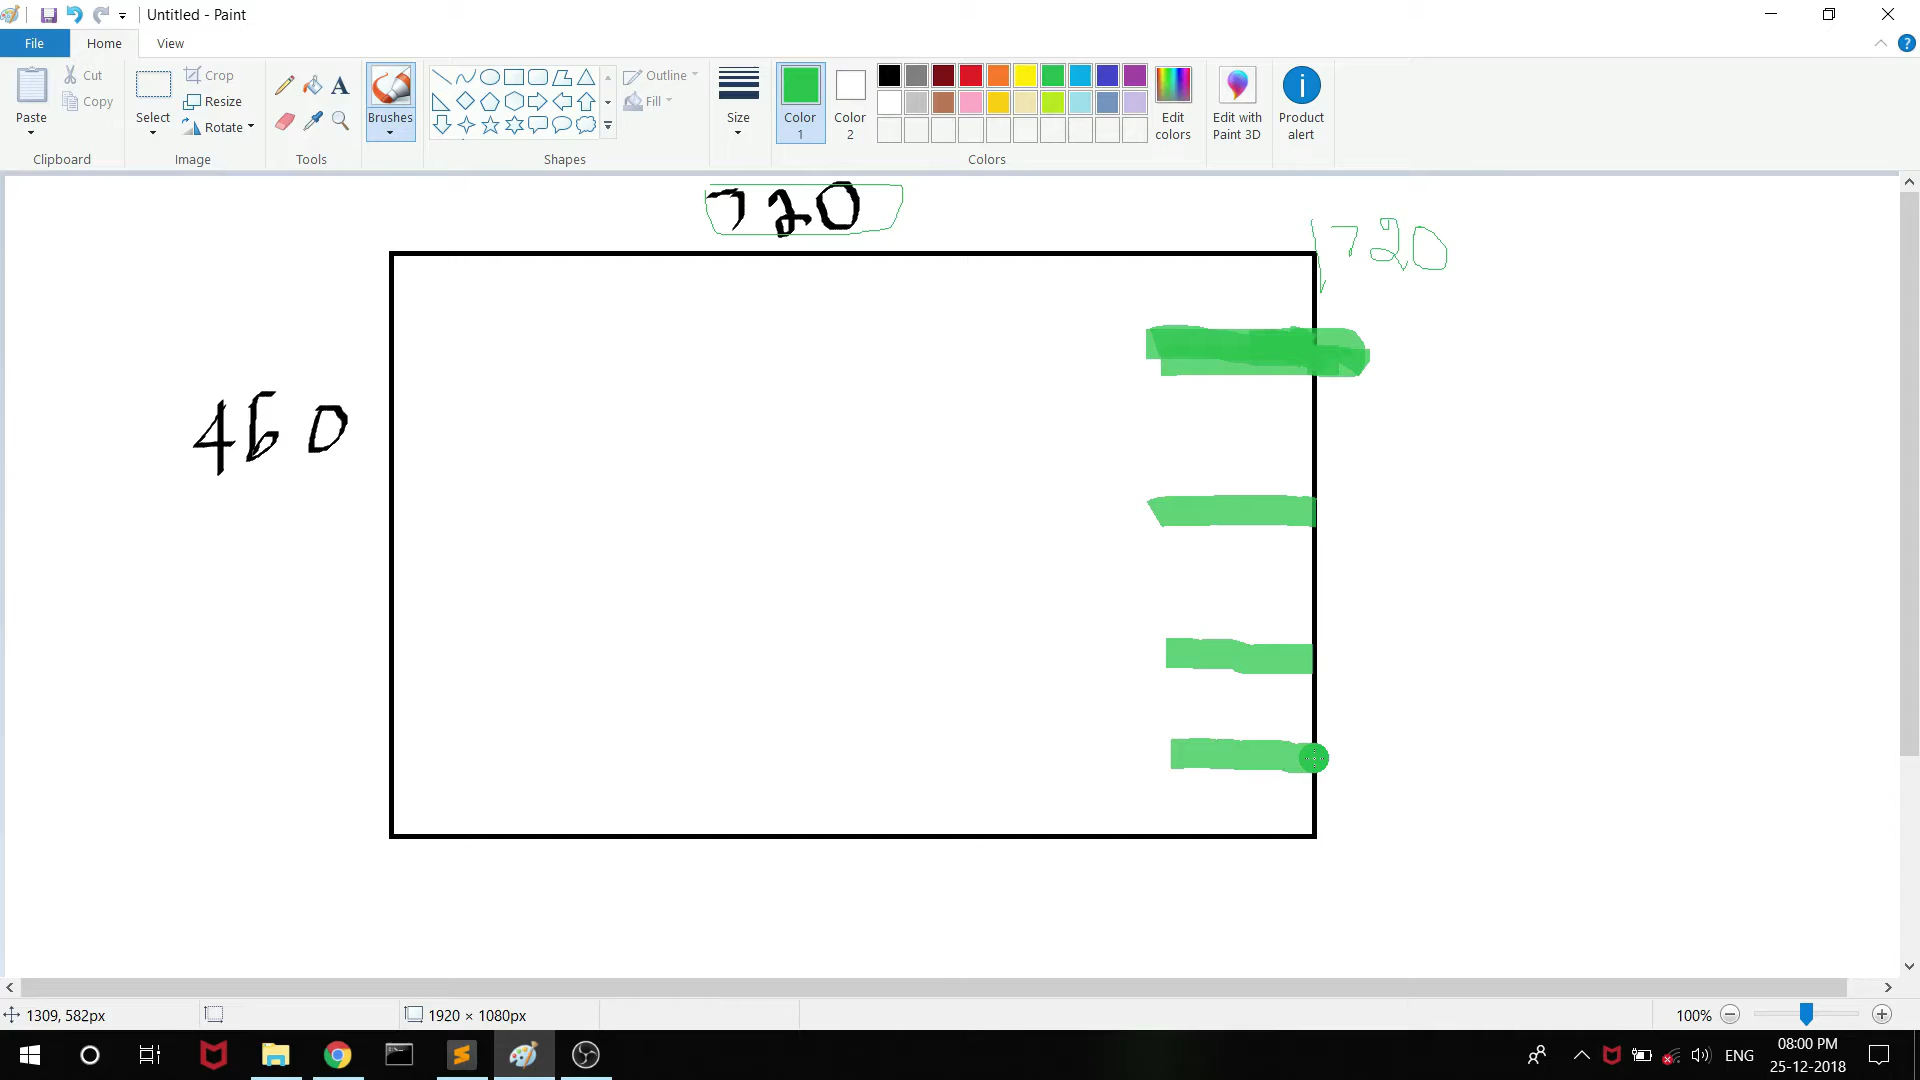 Untitled - Paint
File Home View
Paste
Cut
Copy
Clipboard
Select
Crop
Resize
Rotate
Image
Tools
Brushes
Shapes
Outline
Fill
Size
Color 1
Color 2
Colors
Edit colors
Edit with Paint 3D
Product alert
720
720
460
1309, 582px
1920 × 1080px
100%
ENG
08:00 PM
25-12-2018